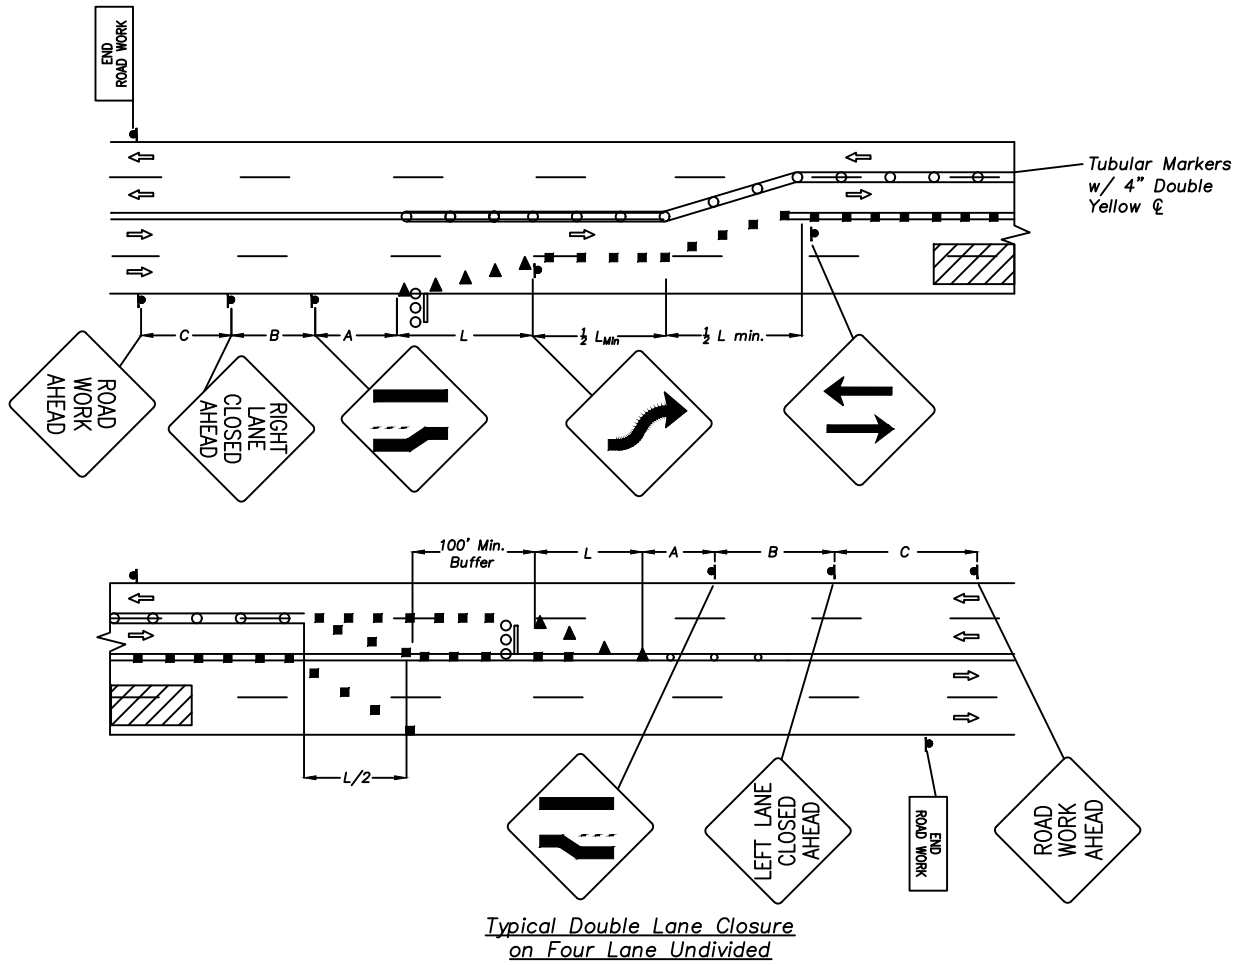 END
ROAD WORK
Tubular Markers
w/ 4" Double
Yellow ℄
C
B
A
L
½ LMin
½ L min.
ROAD
WORK
AHEAD
RIGHT
LANE
CLOSED
AHEAD
100' Min.
Buffer
L
A
B
C
L/2
LEFT LANE
CLOSED
AHEAD
END
ROAD WORK
ROAD
WORK
AHEAD
Typical Double Lane Closure
on Four Lane Undivided